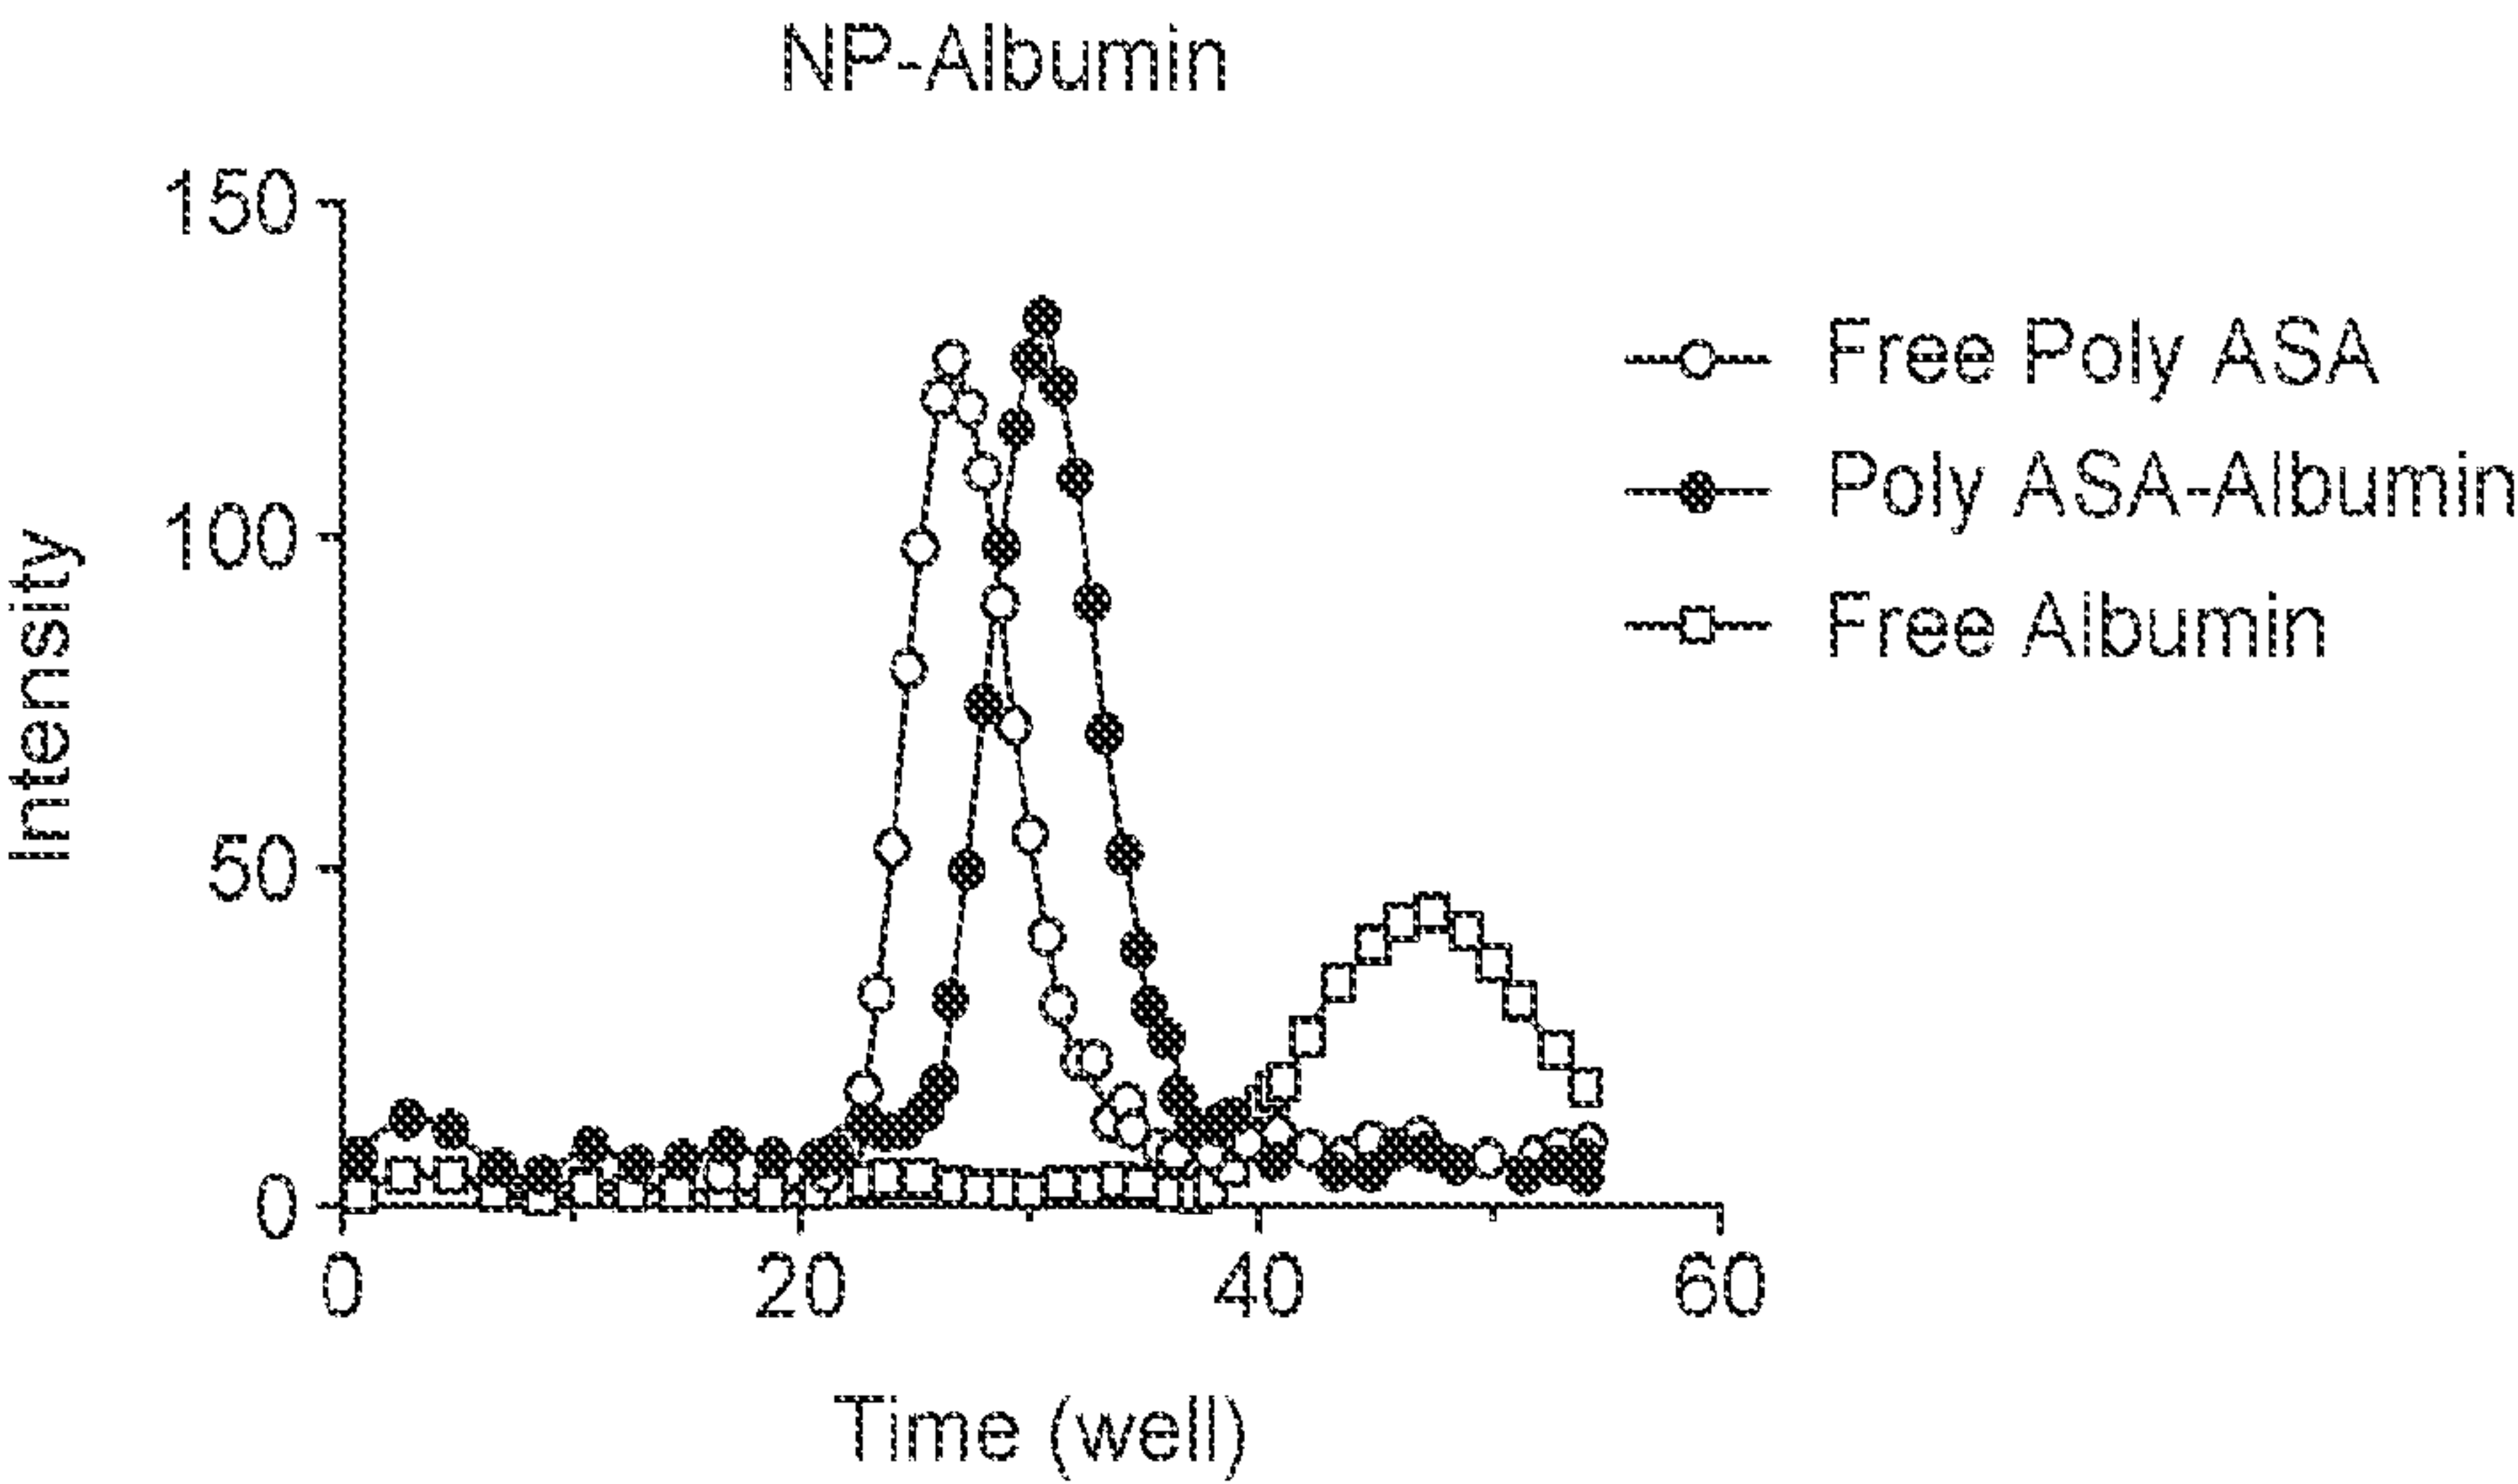 NP-Albumin
150
100
50
0
Intensity
0 20 40 60
Time (well)
Free Poly ASA
Poly ASA-Albumin
Free Albumin